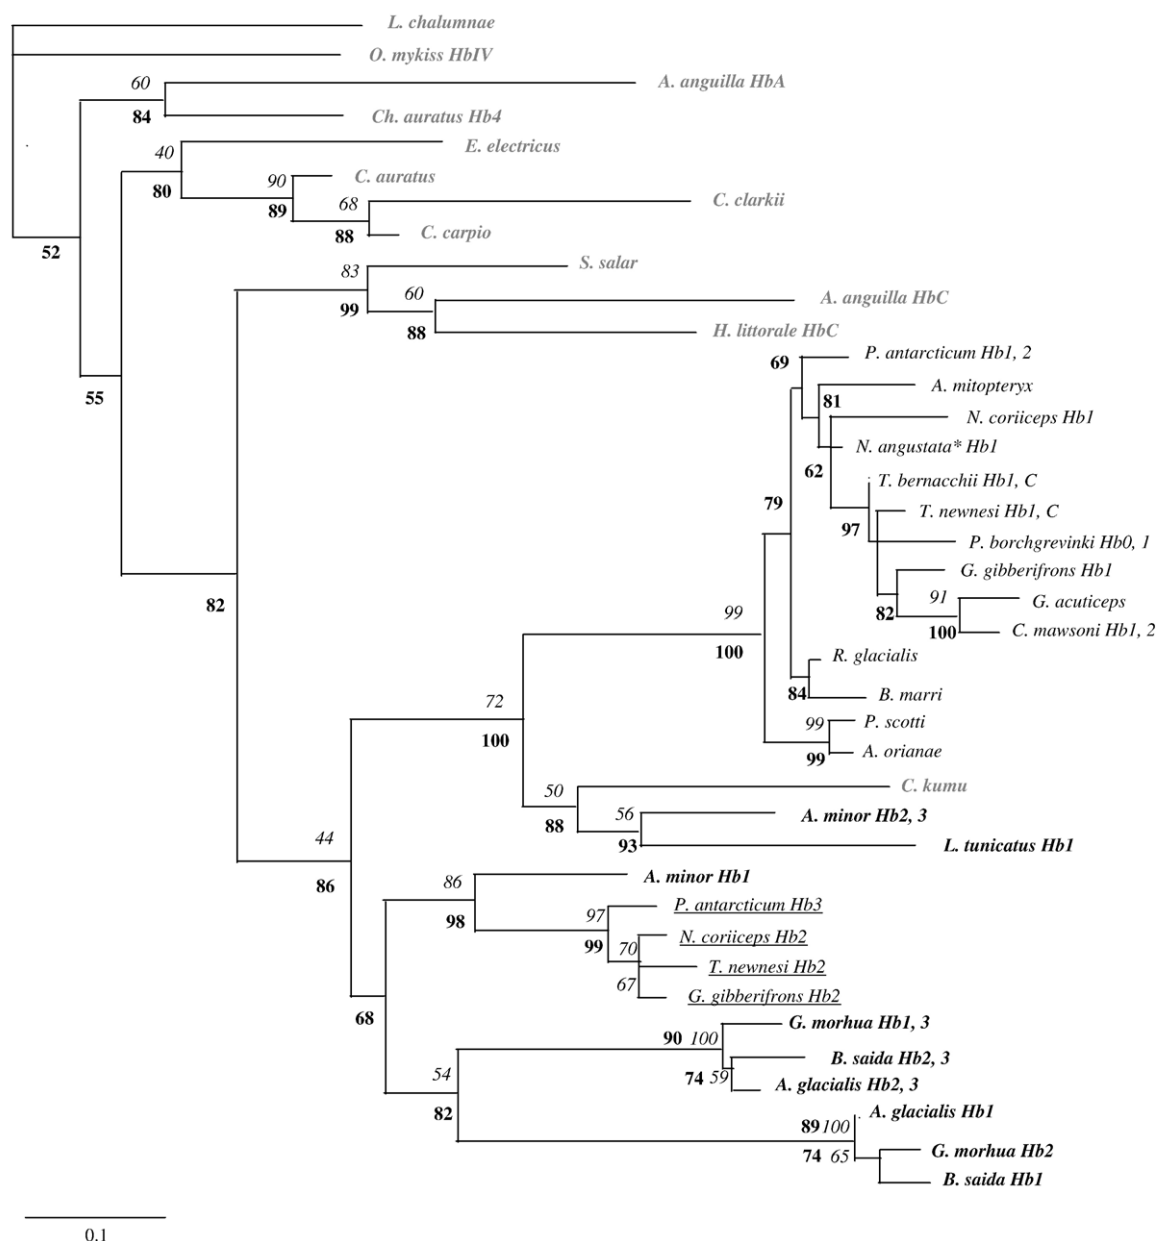 L. chalumnae
O. mykiss HbIV
60
A. anguilla HbA
84
Ch. auratus Hb4
40
E. electricus
80
90
C. auratus
89
68
C. clarkii
88
C. carpio
52
83
S. salar
99
60
A. anguilla HbC
88
H. littorale HbC
69
P. antarcticum Hb1, 2
55
81
A. mitopteryx
N. coriiceps Hb1
N. angustata* Hb1
62
T. bernacchii Hb1, C
79
T. newnesi Hb1, C
97
P. borchgrevinki Hb0, 1
G. gibberifrons Hb1
82
91
G. acuticeps
82
100
C. mawsoni Hb1, 2
99
100
R. glacialis
84
B. marri
72
100
99
P. scotti
99
A. orianae
50
C. kumu
88
56
A. minor Hb2, 3
93
L. tunicatus Hb1
44
86
86
A. minor Hb1
98
97
P. antarcticum Hb3
99
70
N. coriiceps Hb2
T. newnesi Hb2
67
G. gibberifrons Hb2
68
90 100
G. morhua Hb1, 3
B. saida Hb2, 3
74 59
A. glacialis Hb2, 3
54
82
A. glacialis Hb1
89 100
74 65
G. morhua Hb2
B. saida Hb1
0.1